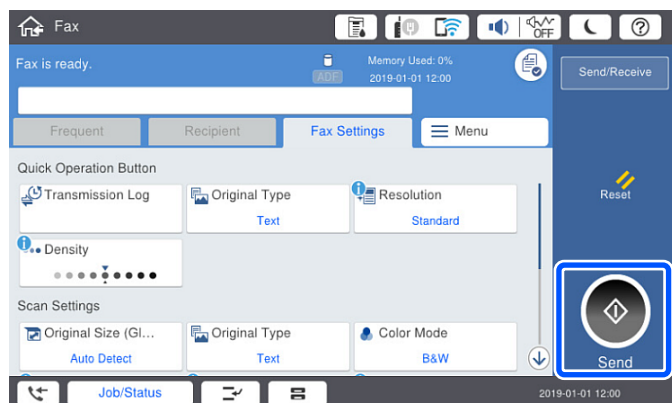 Fax
OFF
?
Fax is ready.
ADF
Memory Used: 0%
2019-01-01 12:00
Send/Receive
Frequent
Recipient
Fax Settings
Menu
Quick Operation Button
Transmission Log
Original Type
Text
i
Resolution
Standard
Reset
i
Density
Scan Settings
Original Size (Gl...
Auto Detect
Original Type
Text
Color Mode
B&W
Send
Job/Status
2019-01-01 12:00